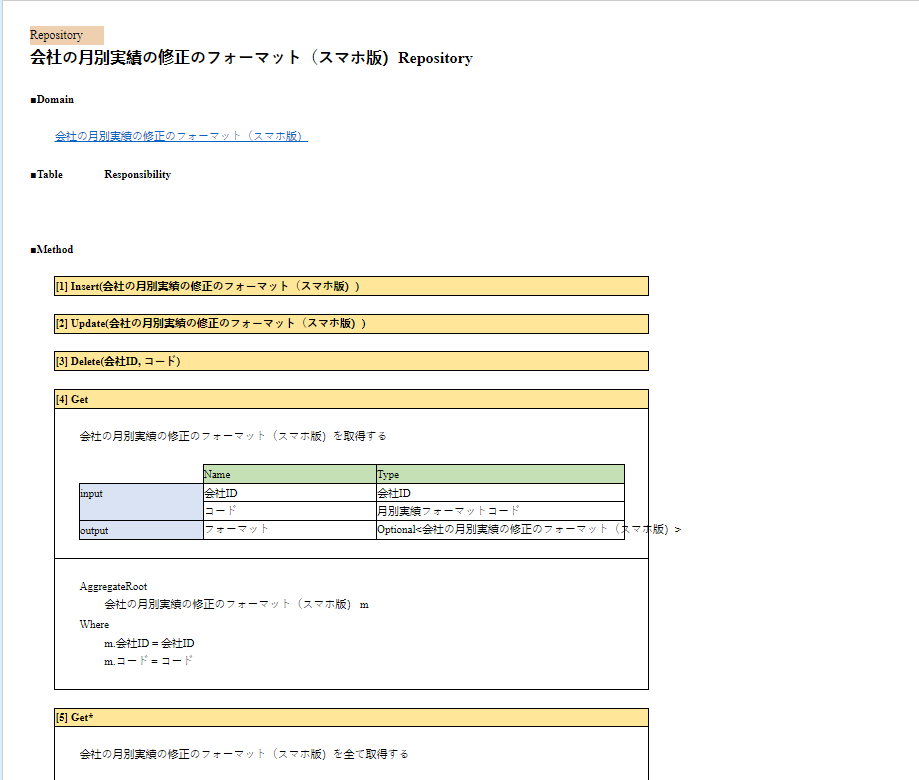 Repository
会社の月別実績の修正のフォーマット（スマホ版）Repository
■Domain
会社の月別実績の修正のフォーマット（スマホ版）
■Table Responsibility
■Method
[1] Insert(会社の月別実績の修正のフォーマット（スマホ版）)
[2] Update(会社の月別実績の修正のフォーマット（スマホ版）)
[3] Delete(会社ID, コード)
[4] Get
会社の月別実績の修正のフォーマット（スマホ版）を取得する
Name Type
input 会社ID 会社ID
コード 月別実績フォーマットコード
output フォーマット Optional<会社の月別実績の修正のフォーマット（スマホ版）>
AggregateRoot
会社の月別実績の修正のフォーマット（スマホ版） m
Where
m.会社ID = 会社ID
m.コード = コード
[5] Get*
会社の月別実績の修正のフォーマット（スマホ版）を全て取得する